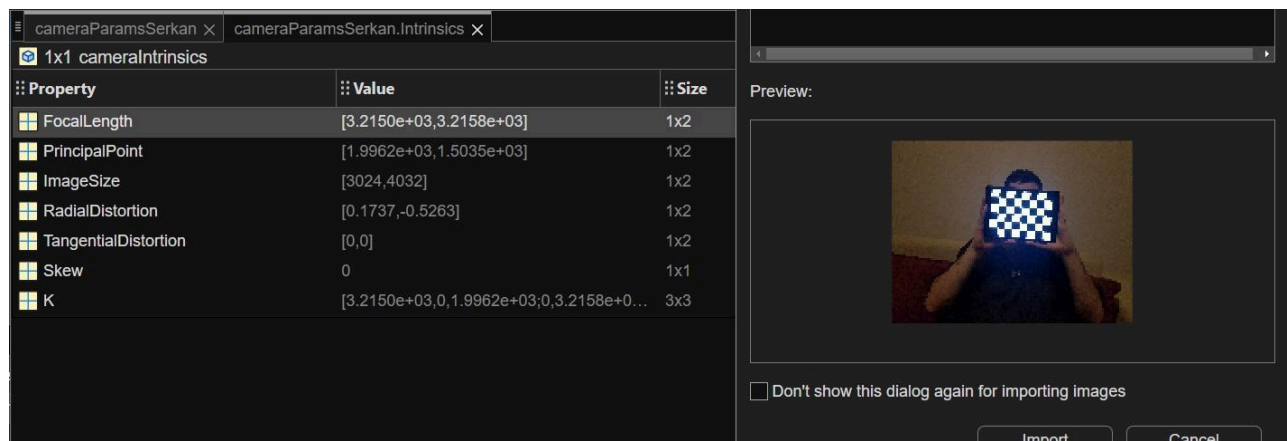 cameraParamsSerkan × cameraParamsSerkan.Intrinsics ×
1x1 cameraIntrinsics
Property Value Size
FocalLength [3.2150e+03,3.2158e+03] 1x2
PrincipalPoint [1.9962e+03,1.5035e+03] 1x2
ImageSize [3024,4032] 1x2
RadialDistortion [0.1737,-0.5263] 1x2
TangentialDistortion [0,0] 1x2
Skew 0 1x1
K [3.2150e+03,0,1.9962e+03;0,3.2158e+0... 3x3
Preview:
Don't show this dialog again for importing images
Import Cancel